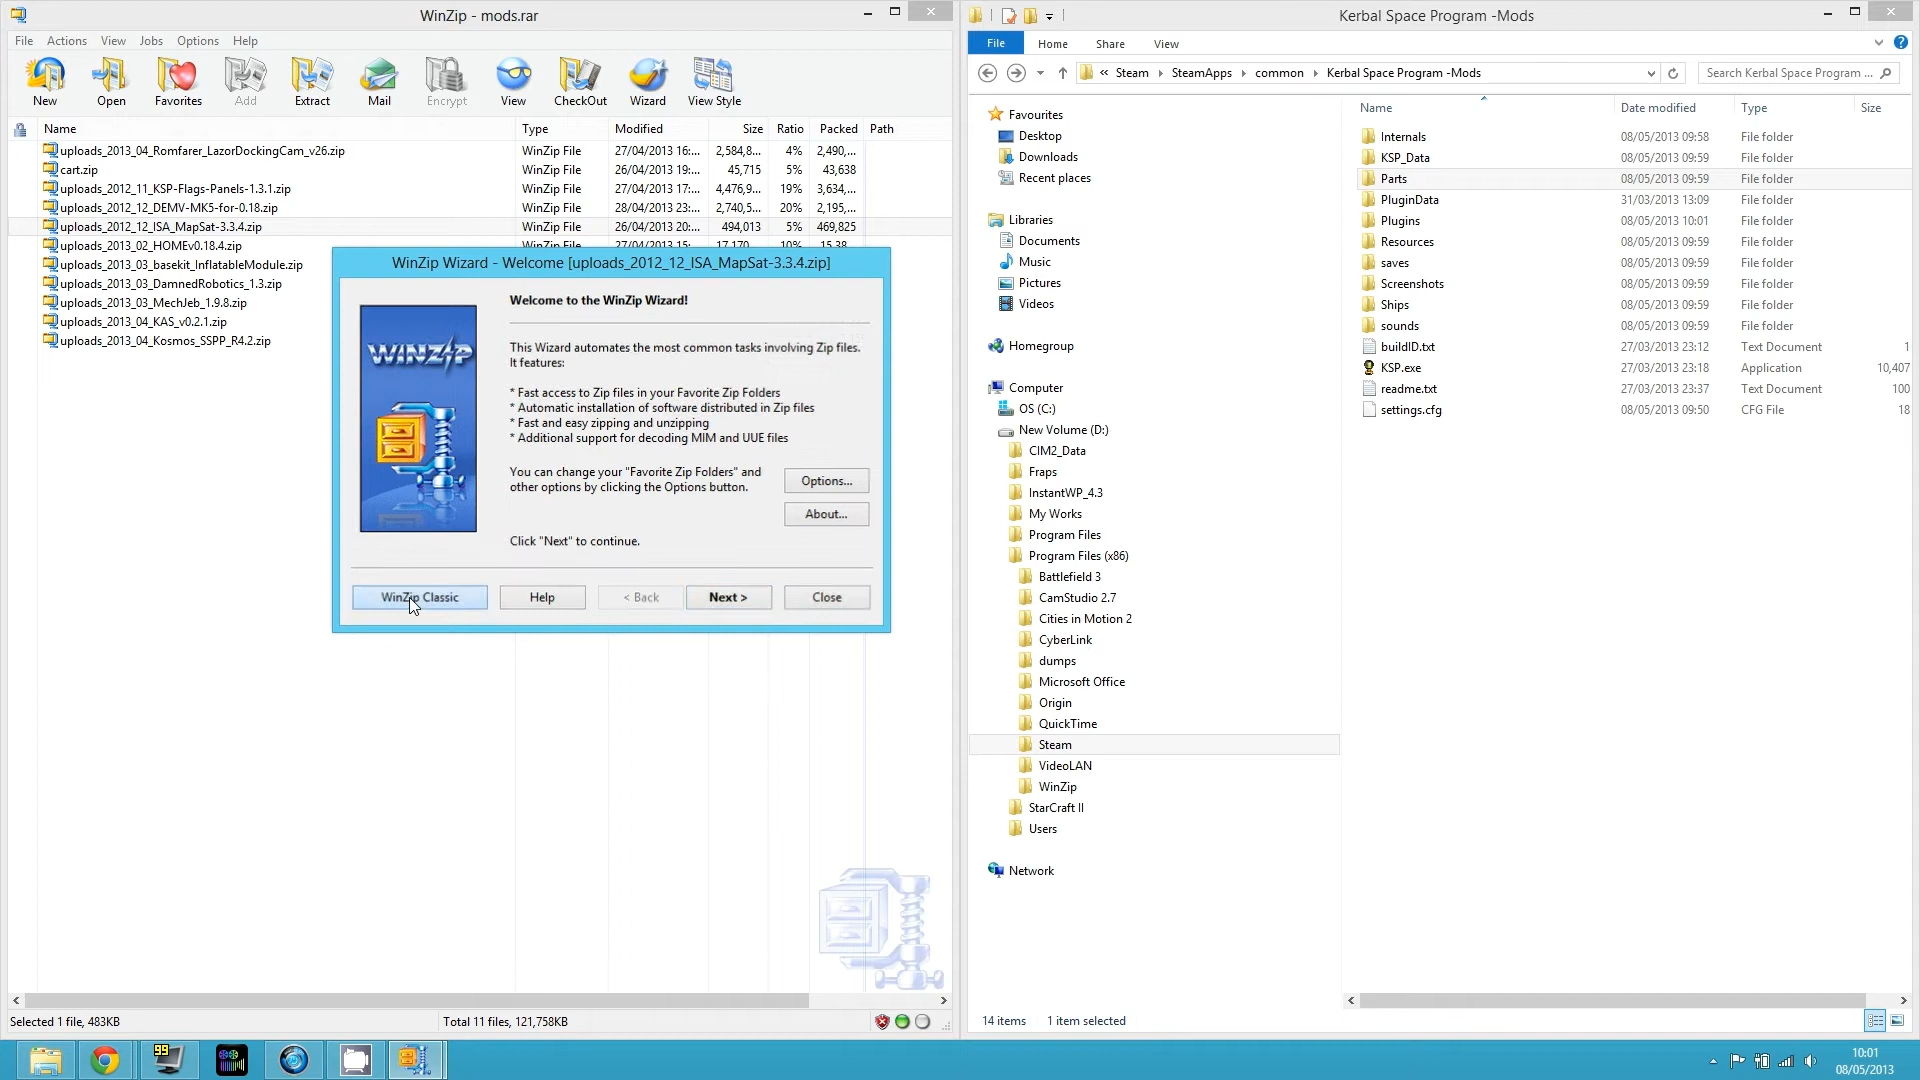 WinZip - mods.rar
File Actions View Jobs Options Help
New Open Favorites Add Extract Mail Encrypt View CheckOut Wizard View Style
Name Type Modified Size Ratio Packed Path
uploads_2013_04_Romfarer_LazorDockingCam_v26.zip WinZip File 27/04/2013 16:... 2,584,8... 4% 2,490,...
cart.zip WinZip File 26/04/2013 19:... 45,715 5% 43,638
uploads_2012_11_KSP-Flags-Panels-1.3.1.zip WinZip File 27/04/2013 17:... 4,476,9... 19% 3,634,...
uploads_2012_12_DEMV-MK5-for-0.18.zip WinZip File 28/04/2013 23:... 2,740,5... 20% 2,195,...
uploads_2012_12_ISA_MapSat-3.3.4.zip WinZip File 26/04/2013 20:... 494,013 5% 469,825
uploads_2013_02_HOMEv0.18.4.zip WinZip File 27/04/2013 15:... 17,170... 10% 15,38...
uploads_2013_03_basekit_InflatableModule.zip
uploads_2013_03_DamnedRobotics_1.3.zip
uploads_2013_03_MechJeb_1.9.8.zip
uploads_2013_04_KAS_v0.2.1.zip
uploads_2013_04_Kosmos_SSPP_R4.2.zip
WinZip Wizard - Welcome [uploads_2012_12_ISA_MapSat-3.3.4.zip]
WINZIP
Welcome to the WinZip Wizard!
This Wizard automates the most common tasks involving Zip files.
It features:
* Fast access to Zip files in your Favorite Zip Folders
* Automatic installation of software distributed in Zip files
* Fast and easy zipping and unzipping
* Additional support for decoding MIM and UUE files
You can change your "Favorite Zip Folders" and
other options by clicking the Options button.
Options...
About...
Click "Next" to continue.
WinZip Classic Help < Back Next > Close
Selected 1 file, 483KB Total 11 files, 121,758KB
Kerbal Space Program -Mods
File Home Share View
« Steam SteamApps common Kerbal Space Program -Mods Search Kerbal Space Program ...
Favourites
Desktop
Downloads
Recent places
Libraries
Documents
Music
Pictures
Videos
Homegroup
Computer
OS (C:)
New Volume (D:)
CIM2_Data
Fraps
InstantWP_4.3
My Works
Program Files
Program Files (x86)
Battlefield 3
CamStudio 2.7
Cities in Motion 2
CyberLink
dumps
Microsoft Office
Origin
QuickTime
Steam
VideoLAN
WinZip
StarCraft II
Users
Network
Name Date modified Type Size
Internals 08/05/2013 09:58 File folder
KSP_Data 08/05/2013 09:59 File folder
Parts 08/05/2013 09:59 File folder
PluginData 31/03/2013 13:09 File folder
Plugins 08/05/2013 10:01 File folder
Resources 08/05/2013 09:59 File folder
saves 08/05/2013 09:59 File folder
Screenshots 08/05/2013 09:59 File folder
Ships 08/05/2013 09:59 File folder
sounds 08/05/2013 09:59 File folder
buildID.txt 27/03/2013 23:12 Text Document 1
KSP.exe 27/03/2013 23:18 Application 10,407
readme.txt 27/03/2013 23:37 Text Document 100
settings.cfg 08/05/2013 09:50 CFG File 18
14 items 1 item selected
99
10:01
08/05/2013